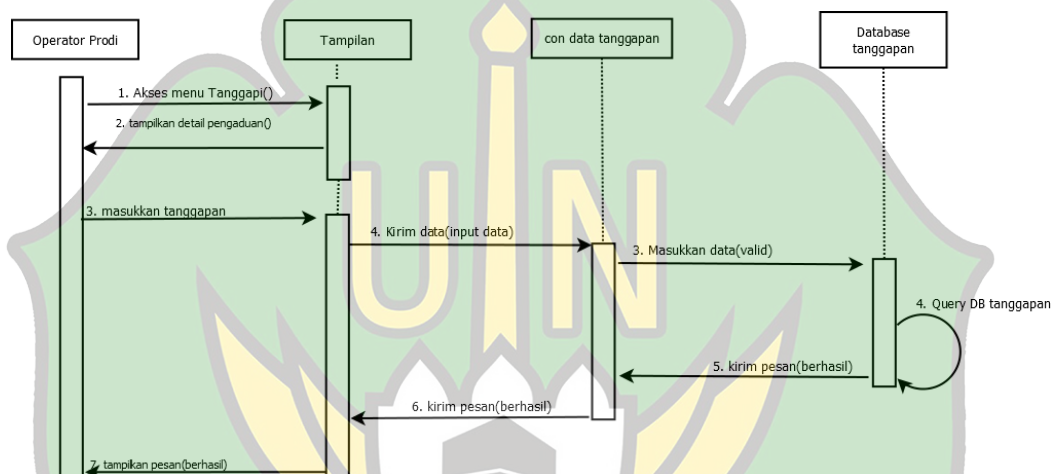 Operator Prodi
Tampilan
con data tanggapan
Database
tanggapan
1. Akses menu Tanggapi()
2. tampilkan detail pengaduan()
3. masukkan tanggapan
4. Kirim data(input data)
3. Masukkan data(valid)
4. Query DB tanggapan
5. kirim pesan(berhasil)
6. kirim pesan(berhasil)
7. tampilkan pesan(berhasil)
UIN